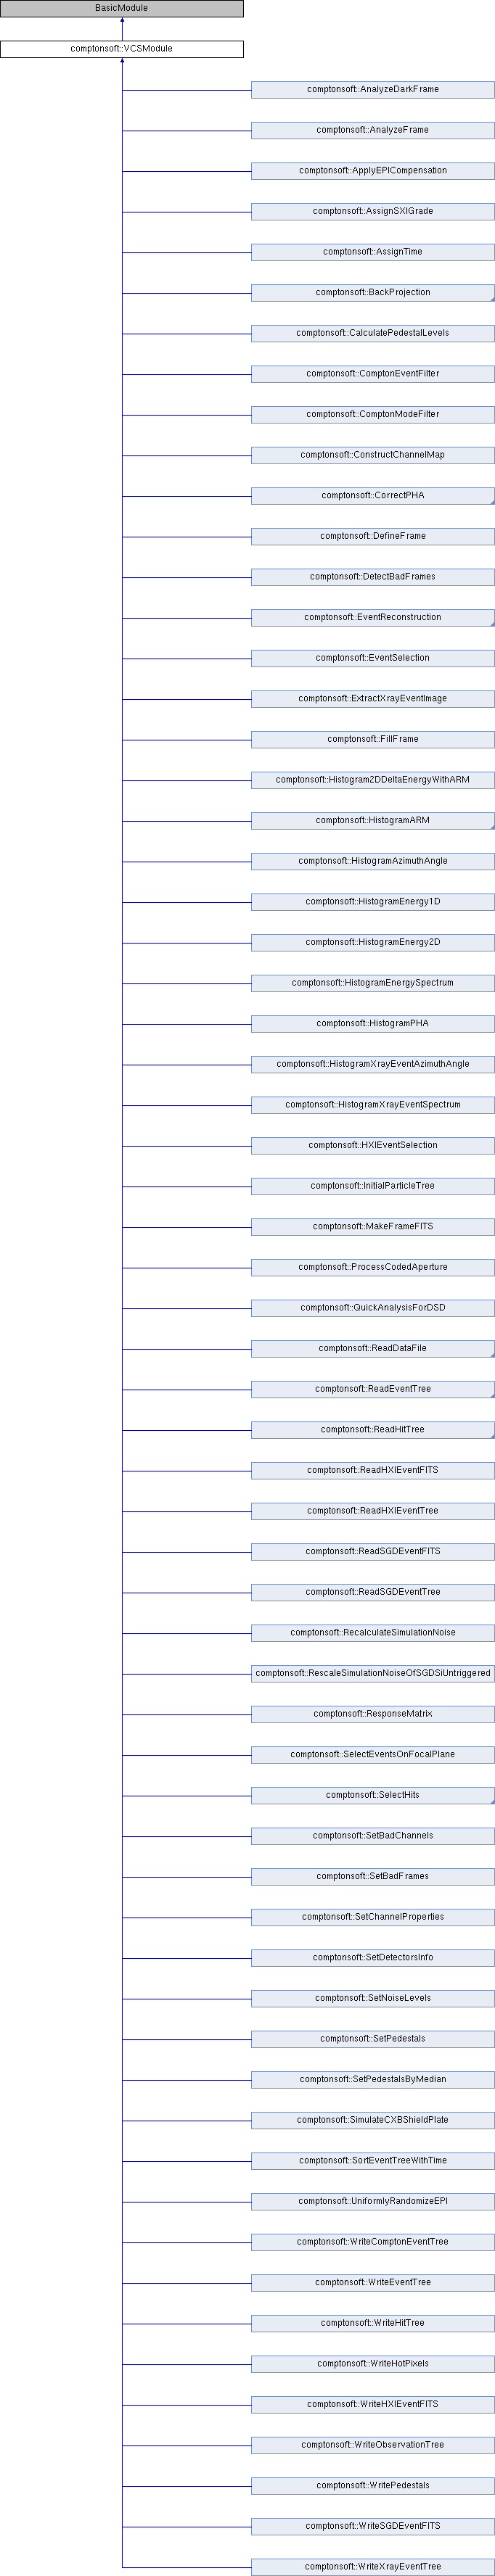 BasicModule
comptonsoft::VCSModule
comptonsoft::AnalyzeDarkFrame
comptonsoft::AnalyzeFrame
comptonsoft::ApplyEPICompensation
comptonsoft::AssignSXIGrade
comptonsoft::AssignTime
comptonsoft::BackProjection
comptonsoft::CalculatePedestalLevels
comptonsoft::ComptonEventFilter
comptonsoft::ComptonModeFilter
comptonsoft::ConstructChannelMap
comptonsoft::CorrectPHA
comptonsoft::DefineFrame
comptonsoft::DetectBadFrames
comptonsoft::EventReconstruction
comptonsoft::EventSelection
comptonsoft::ExtractXrayEventImage
comptonsoft::FillFrame
comptonsoft::Histogram2DDeltaEnergyWithARM
comptonsoft::HistogramARM
comptonsoft::HistogramAzimuthAngle
comptonsoft::HistogramEnergy1D
comptonsoft::HistogramEnergy2D
comptonsoft::HistogramEnergySpectrum
comptonsoft::HistogramPHA
comptonsoft::HistogramXrayEventAzimuthAngle
comptonsoft::HistogramXrayEventSpectrum
comptonsoft::HXIEventSelection
comptonsoft::InitialParticleTree
comptonsoft::MakeFrameFITS
comptonsoft::ProcessCodedAperture
comptonsoft::QuickAnalysisForDSD
comptonsoft::ReadDataFile
comptonsoft::ReadEventTree
comptonsoft::ReadHitTree
comptonsoft::ReadHXIEventFITS
comptonsoft::ReadHXIEventTree
comptonsoft::ReadSGDEventFITS
comptonsoft::ReadSGDEventTree
comptonsoft::RecalculateSimulationNoise
comptonsoft::RescaleSimulationNoiseOfSGDSiUntriggered
comptonsoft::ResponseMatrix
comptonsoft::SelectEventsOnFocalPlane
comptonsoft::SelectHits
comptonsoft::SetBadChannels
comptonsoft::SetBadFrames
comptonsoft::SetChannelProperties
comptonsoft::SetDetectorsInfo
comptonsoft::SetNoiseLevels
comptonsoft::SetPedestals
comptonsoft::SetPedestalsByMedian
comptonsoft::SimulateCXBShieldPlate
comptonsoft::SortEventTreeWithTime
comptonsoft::UniformlyRandomizeEPI
comptonsoft::WriteComptonEventTree
comptonsoft::WriteEventTree
comptonsoft::WriteHitTree
comptonsoft::WriteHotPixels
comptonsoft::WriteHXIEventFITS
comptonsoft::WriteObservationTree
comptonsoft::WritePedestals
comptonsoft::WriteSGDEventFITS
comptonsoft::WriteXrayEventTree